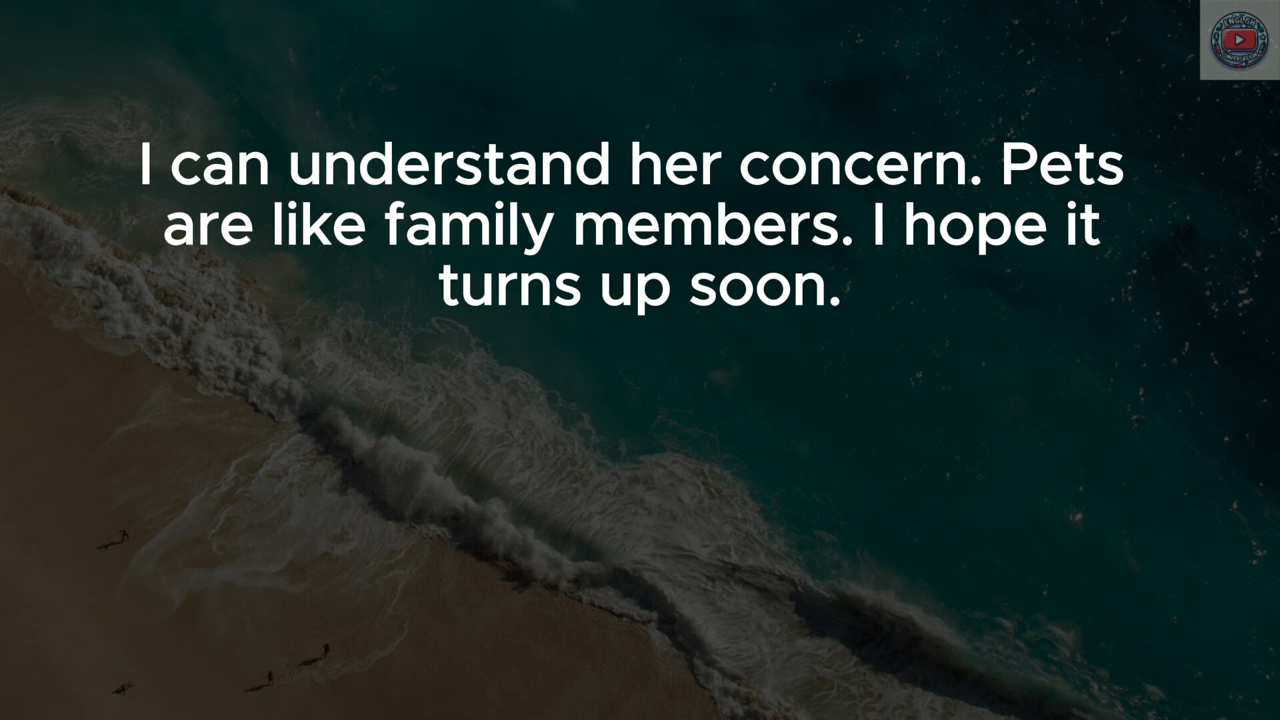 I can understand her concern. Pets
are like family members. I hope it
turns up soon.